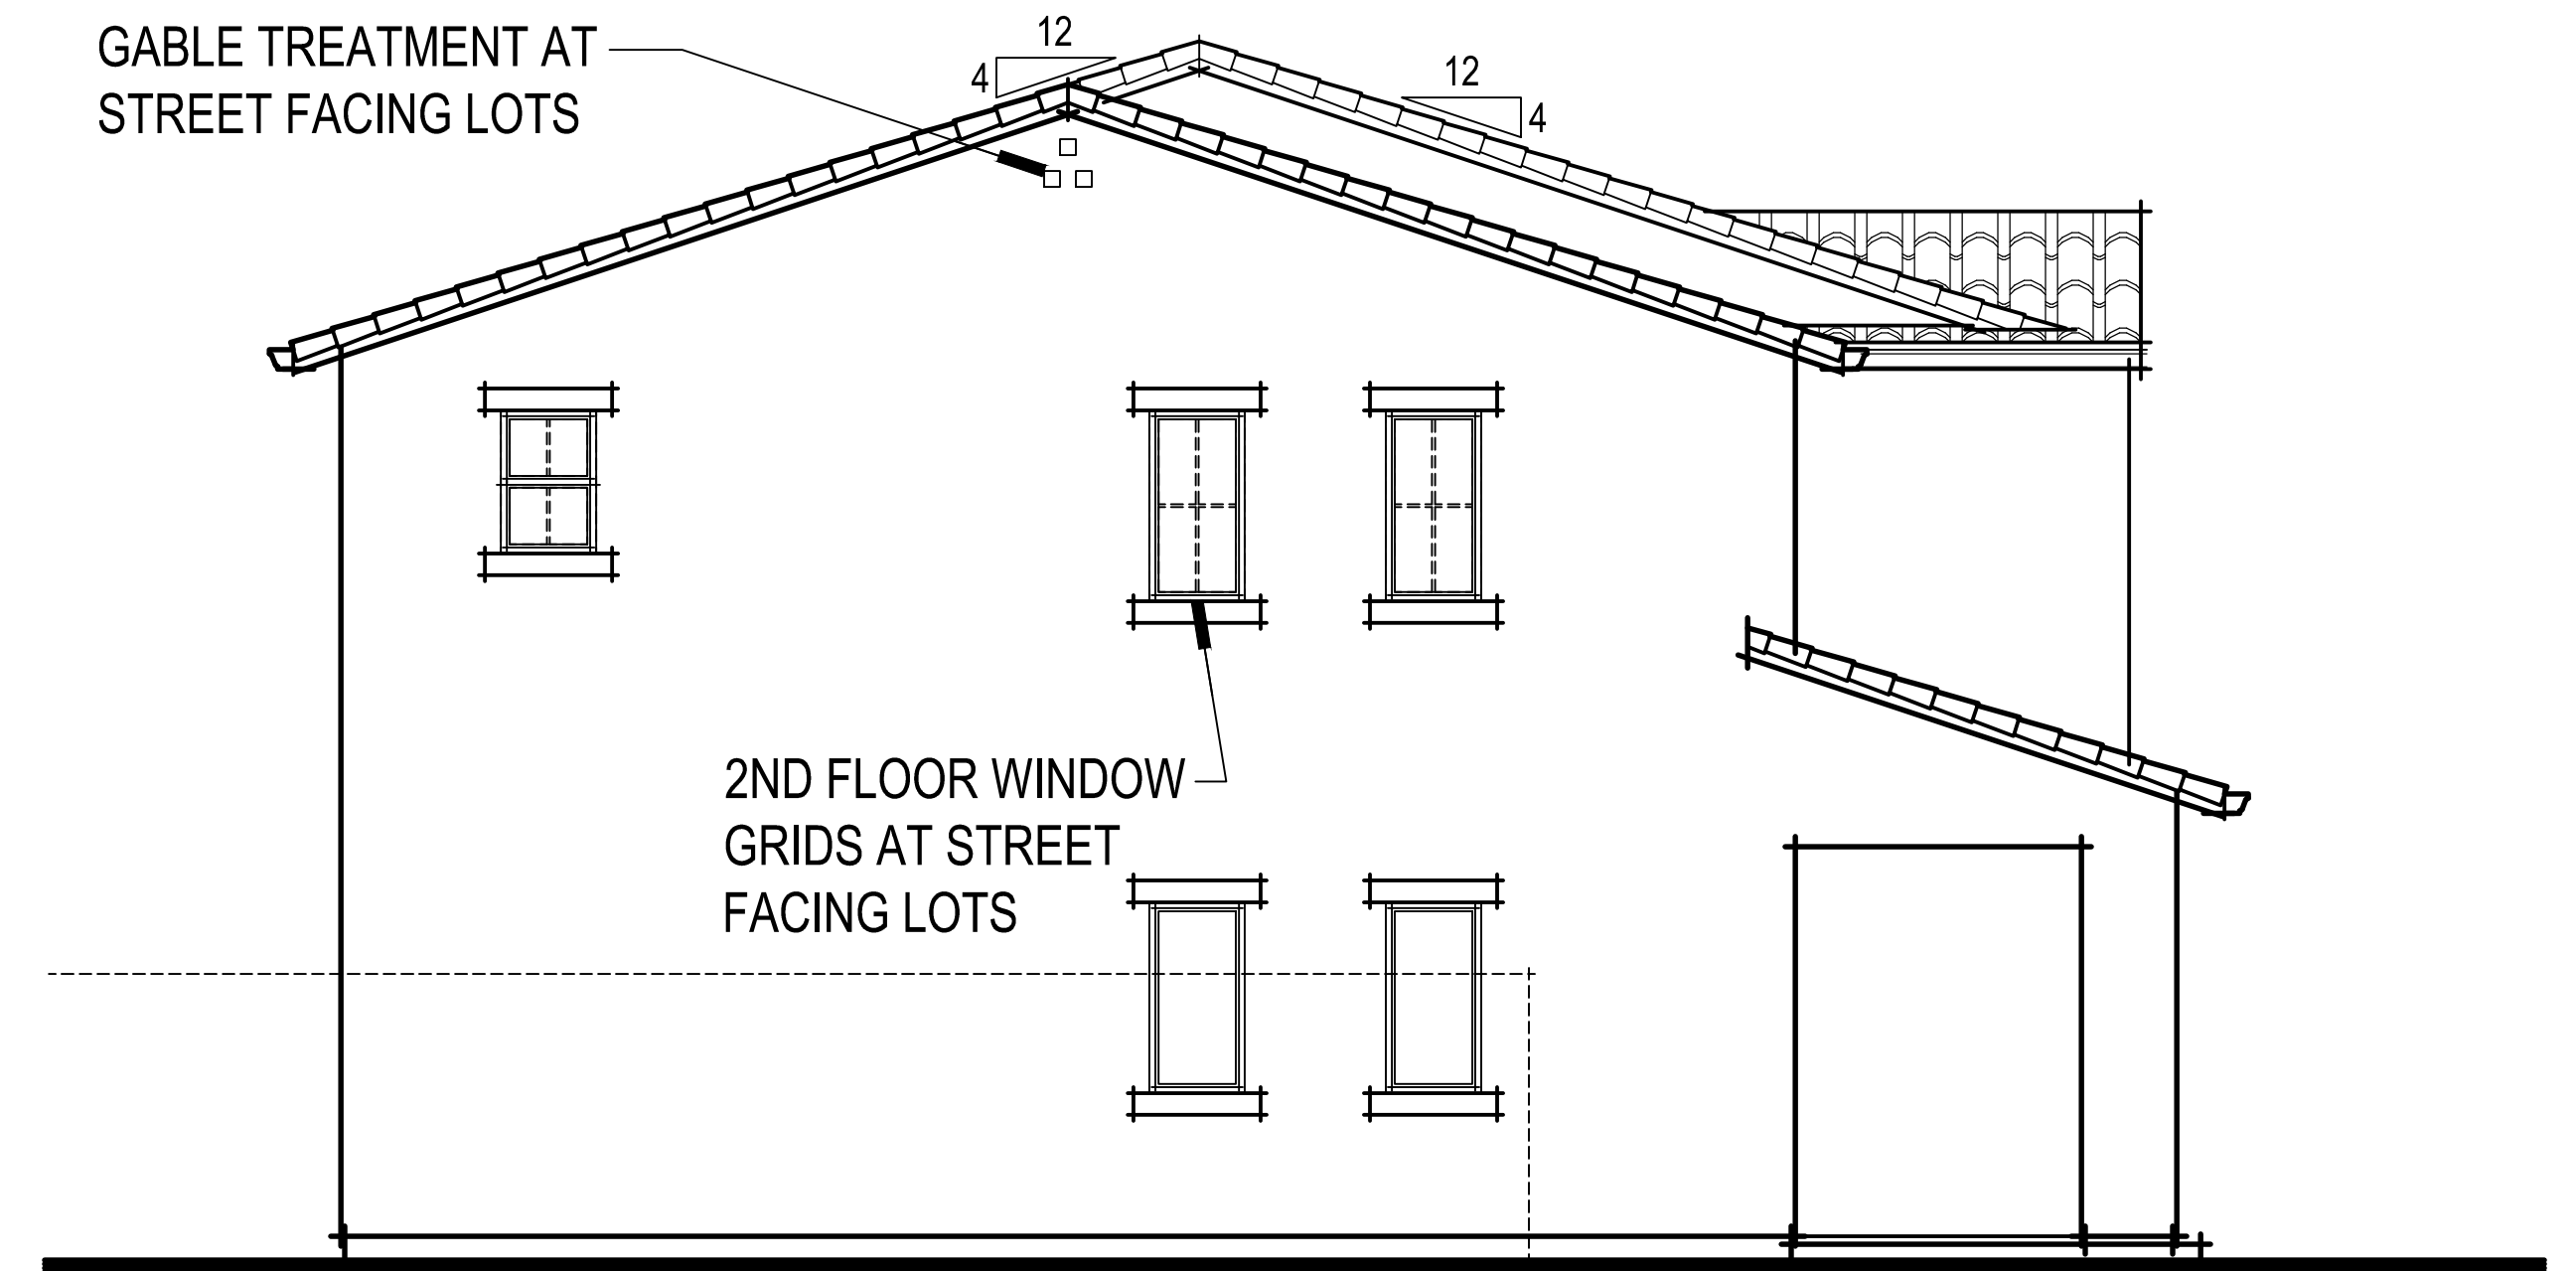 GABLE TREATMENT AT
STREET FACING LOTS
12
4
12
4
2ND FLOOR WINDOW
GRIDS AT STREET
FACING LOTS